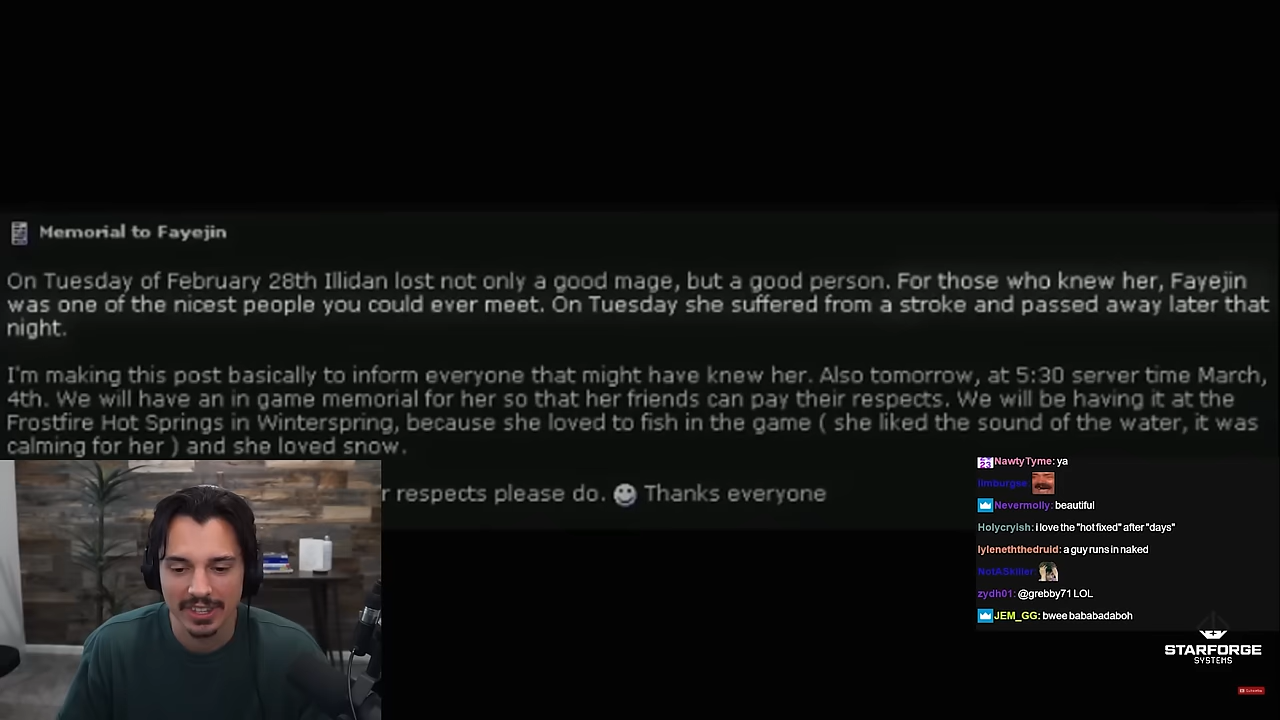 Memorial to Fayejin
On Tuesday of February 28th Illidan lost not only a good mage, but a good person. For those who knew her, Fayejin
was one of the nicest people you could ever meet. On Tuesday she suffered from a stroke and passed away later that
night.
I'm making this post basically to inform everyone that might have knew her. Also tomorrow, at 5:30 server time March,
4th. We will have an in game memorial for her so that her friends can pay their respects. We will be having it at the
Frostfire Hot Springs in Winterspring, because she loved to fish in the game ( she liked the sound of the water, it was
calming for her ) and she loved snow.
r respects please do. Thanks everyone
NawtyTyme: ya
limburgse:
Nevermolly: beautiful
Holycryish: i love the "hotfixed" after "days"
lyleneththedruid: a guy runs in naked
NotASkiller:
zydh01: @grebby71 LOL
JEM_GG: bwee bababadaboh
STARFORGE
SYSTEMS